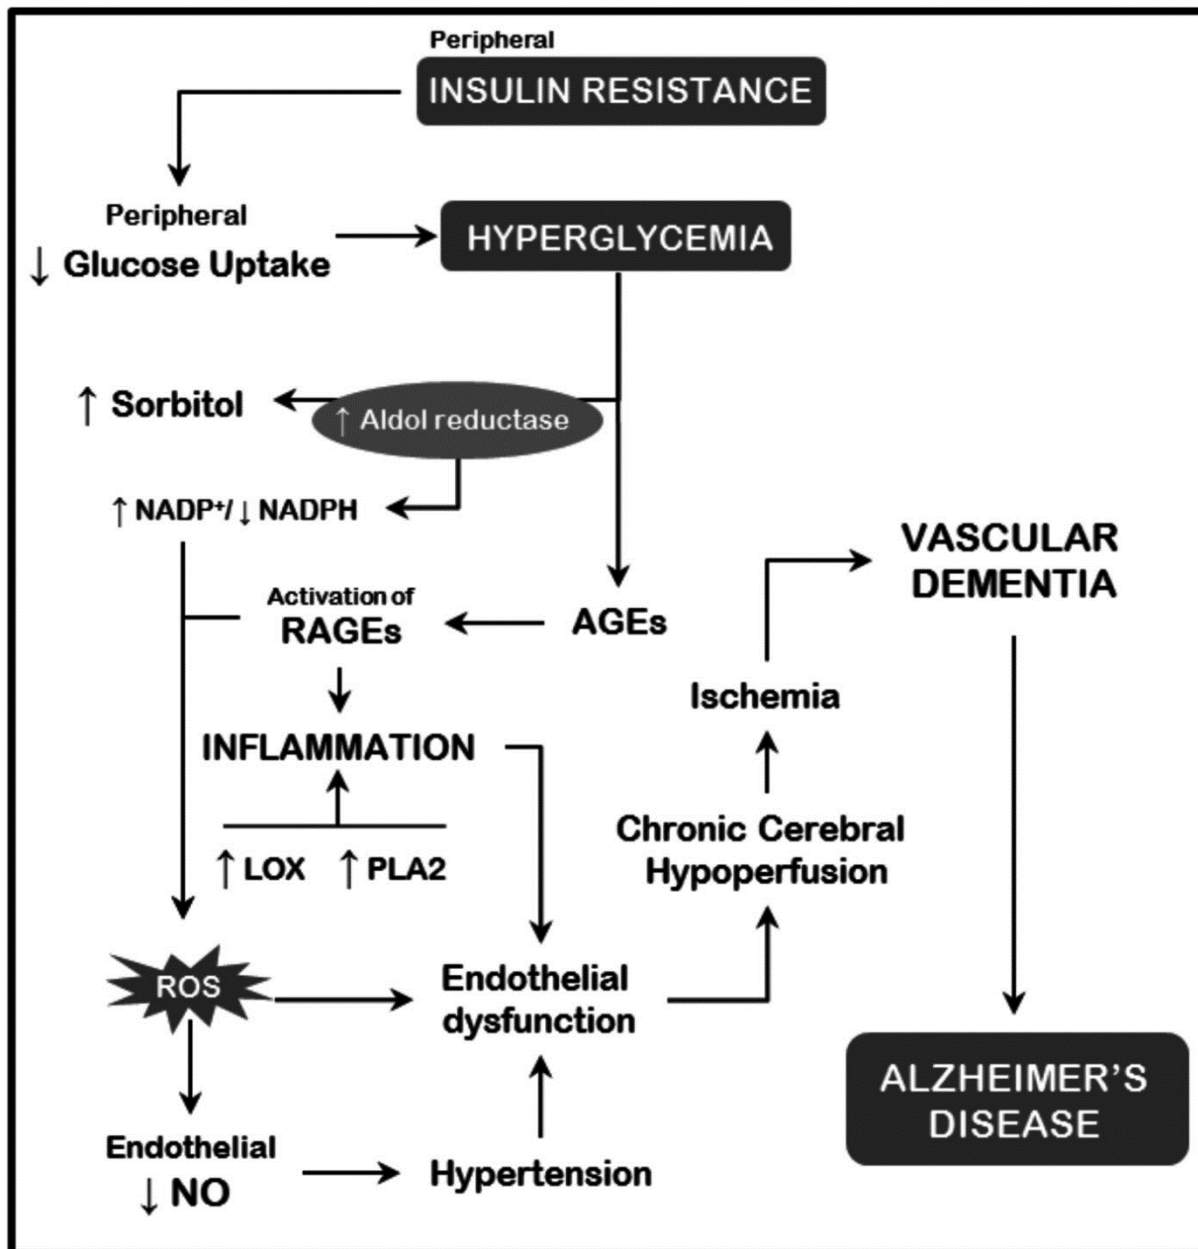 Peripheral
INSULIN RESISTANCE
Peripheral
↓ Glucose Uptake
HYPERGLYCEMIA
↑ Sorbitol
↑ Aldol reductase
↑ NADP⁺/↓ NADPH
VASCULAR
DEMENTIA
Activation of
RAGEs
AGEs
Ischemia
INFLAMMATION
Chronic Cerebral
Hypoperfusion
↑ LOX ↑ PLA2
ROS
Endothelial
dysfunction
ALZHEIMER'S
DISEASE
Endothelial
↓ NO
Hypertension